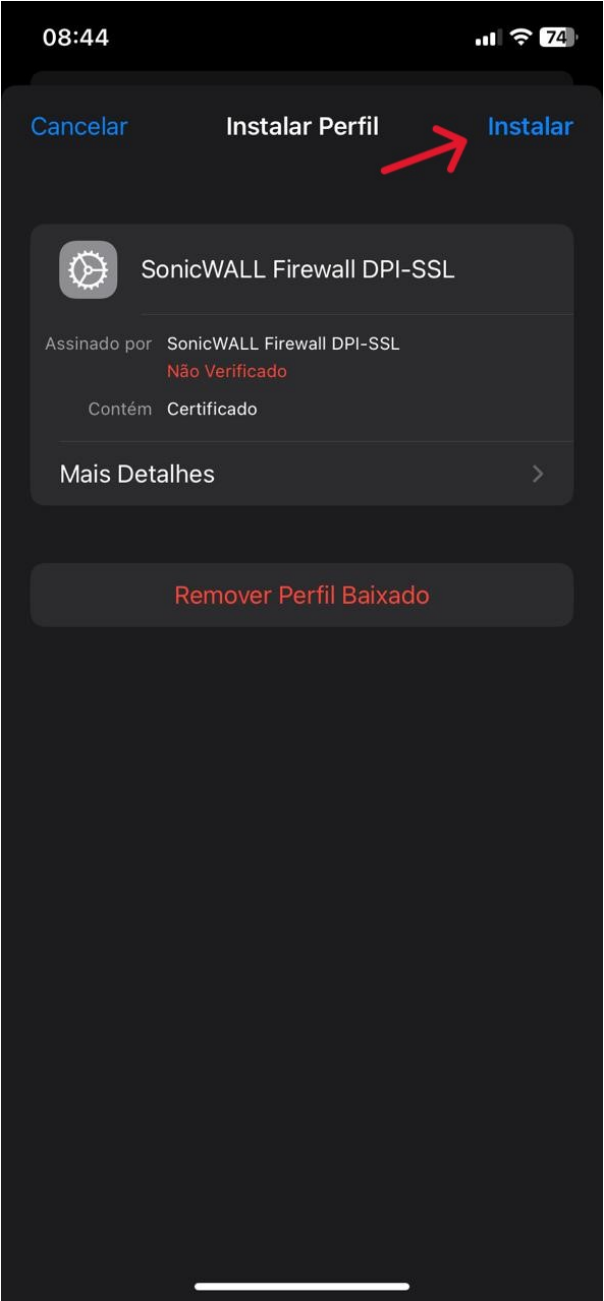 08:44
74
Cancelar Instalar Perfil Instalar
SonicWALL Firewall DPI-SSL
Assinado por SonicWALL Firewall DPI-SSL
Não Verificado
Contém Certificado
Mais Detalhes
Remover Perfil Baixado